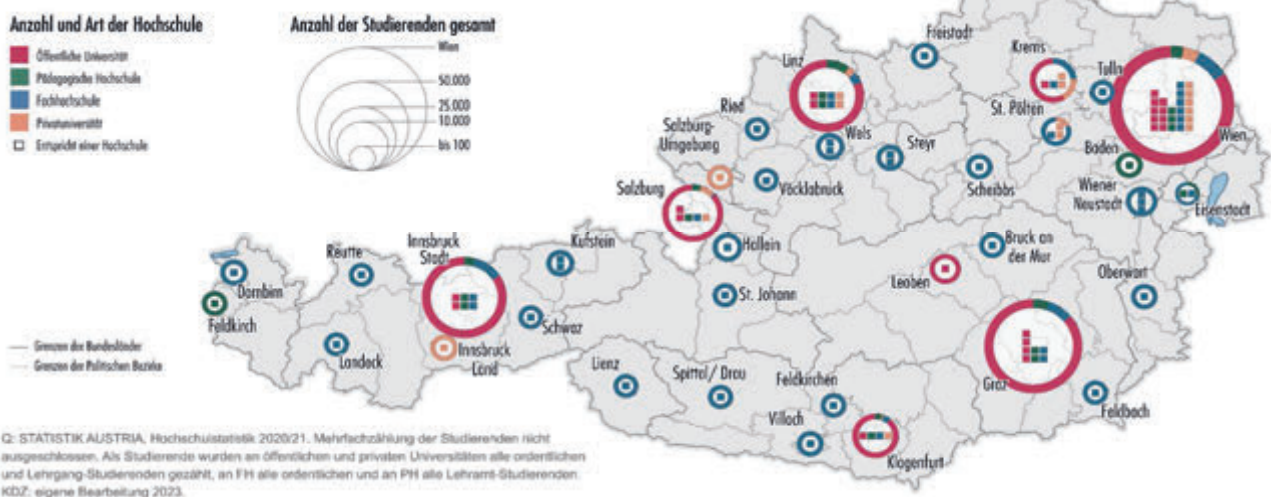 Anzahl und Art der Hochschule
Öffentliche Universität
Pädagogische Hochschule
Fachhochschule
Privatuniversität
Entspricht einer Hochschule
Anzahl der Studierenden gesamt
Wien
50.000
25.000
10.000
bis 100
Freistadt
Krems
Linz
Tulln
Ried
St. Pölten
Salzburg-
Umgebung
Wels
Steyr
Wien
Baden
Salzburg
Vöcklabruck
Scheibbs
Wiener
Neustadt
Eisenstadt
Innsbruck
Stadt
Kufstein
Hallein
Bruck an
der Mur
Reutte
Oberwart
Dornbirn
Leoben
St. Johann
Feldkirch
Schwaz
Grenzen der Bundesländer
Grenzen der Politischen Bezirke
Landeck
Innsbruck
Land
Lienz
Spittal/ Drau
Feldkirchen
Graz
Feldbach
Villach
Klagenfurt
Q: STATISTIK AUSTRIA, Hochschulstatistik 2020/21. Mehrfachzählung der Studierenden nicht
ausgeschlossen. Als Studierende wurden an öffentlichen und privaten Universitäten alle ordentlichen
und Lehrgang-Studierenden gezählt, an FH alle ordentlichen und an PH alle Lehramt-Studierenden.
KDZ: eigene Bearbeitung 2023.